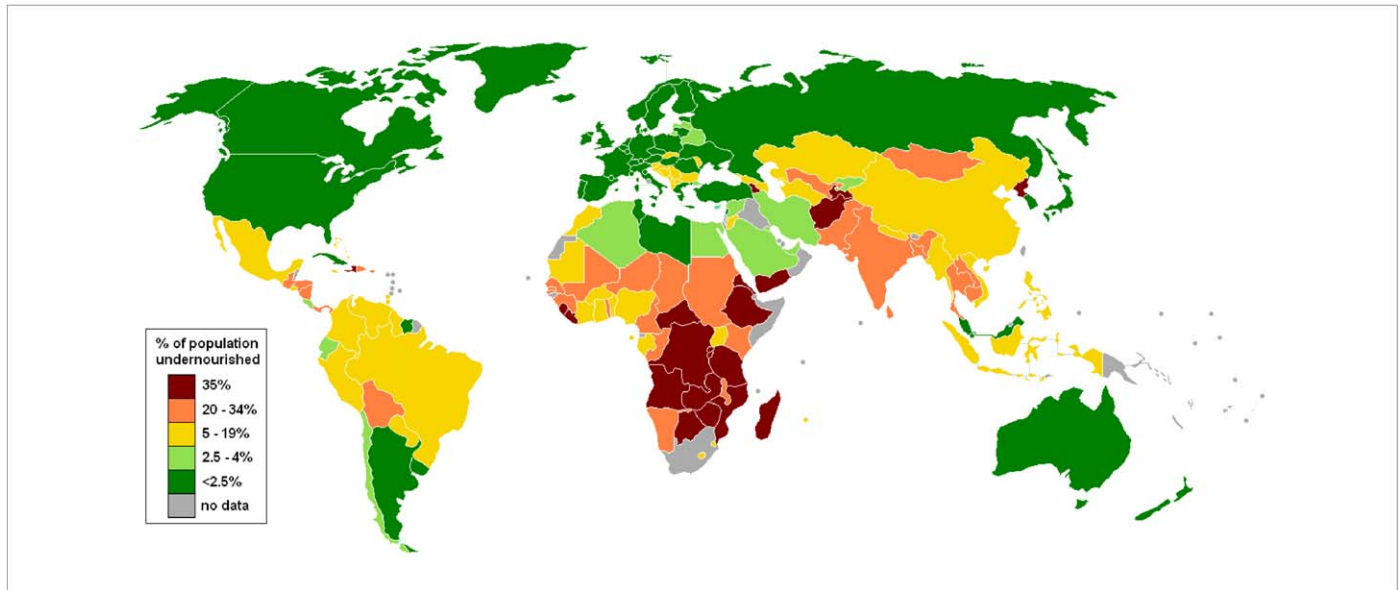 % of population
undernourished
35%
20 - 34%
5 - 19%
2.5 - 4%
<2.5%
no data